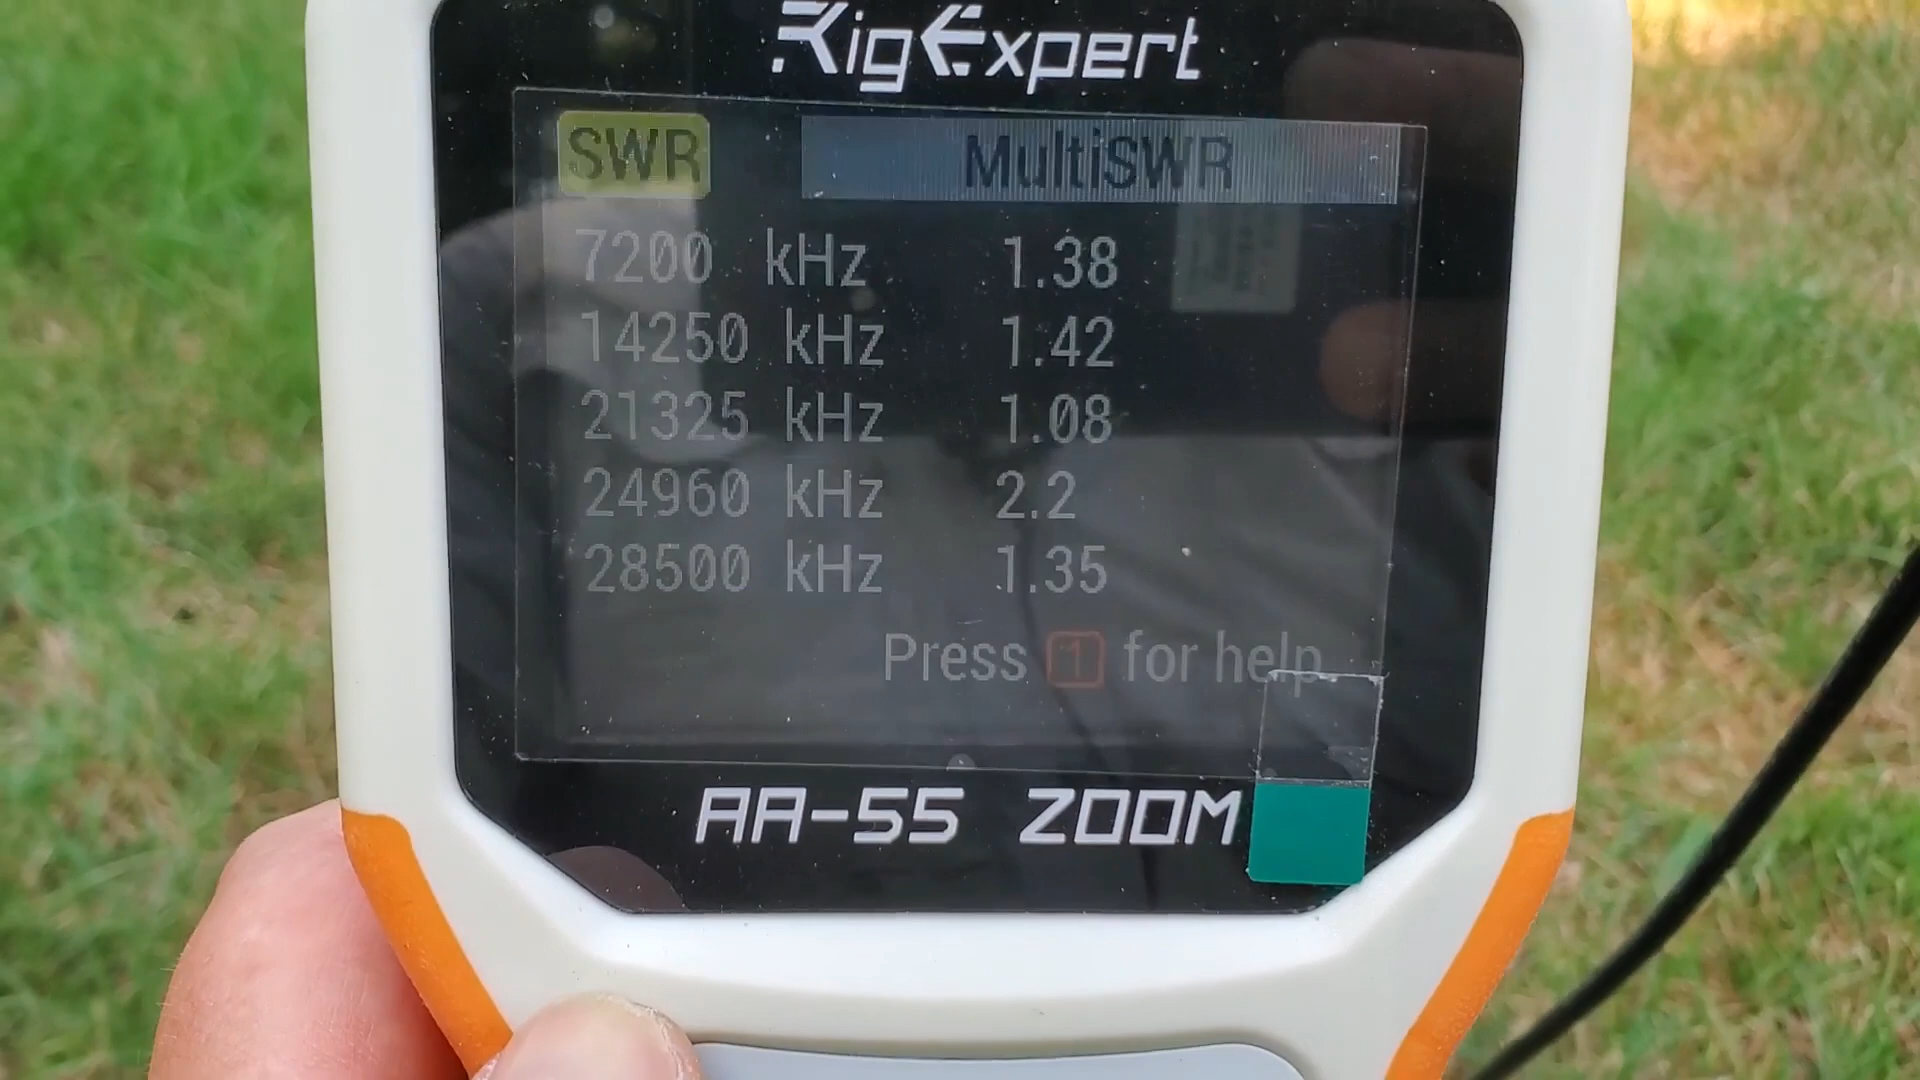 RigExpert
SWR MultiSWR
7200 kHz 1.38
14250 kHz 1.42
21325 kHz 1.08
24960 kHz 2.2
28500 kHz 1.35
Press 1 for help
AA-55 ZOOM